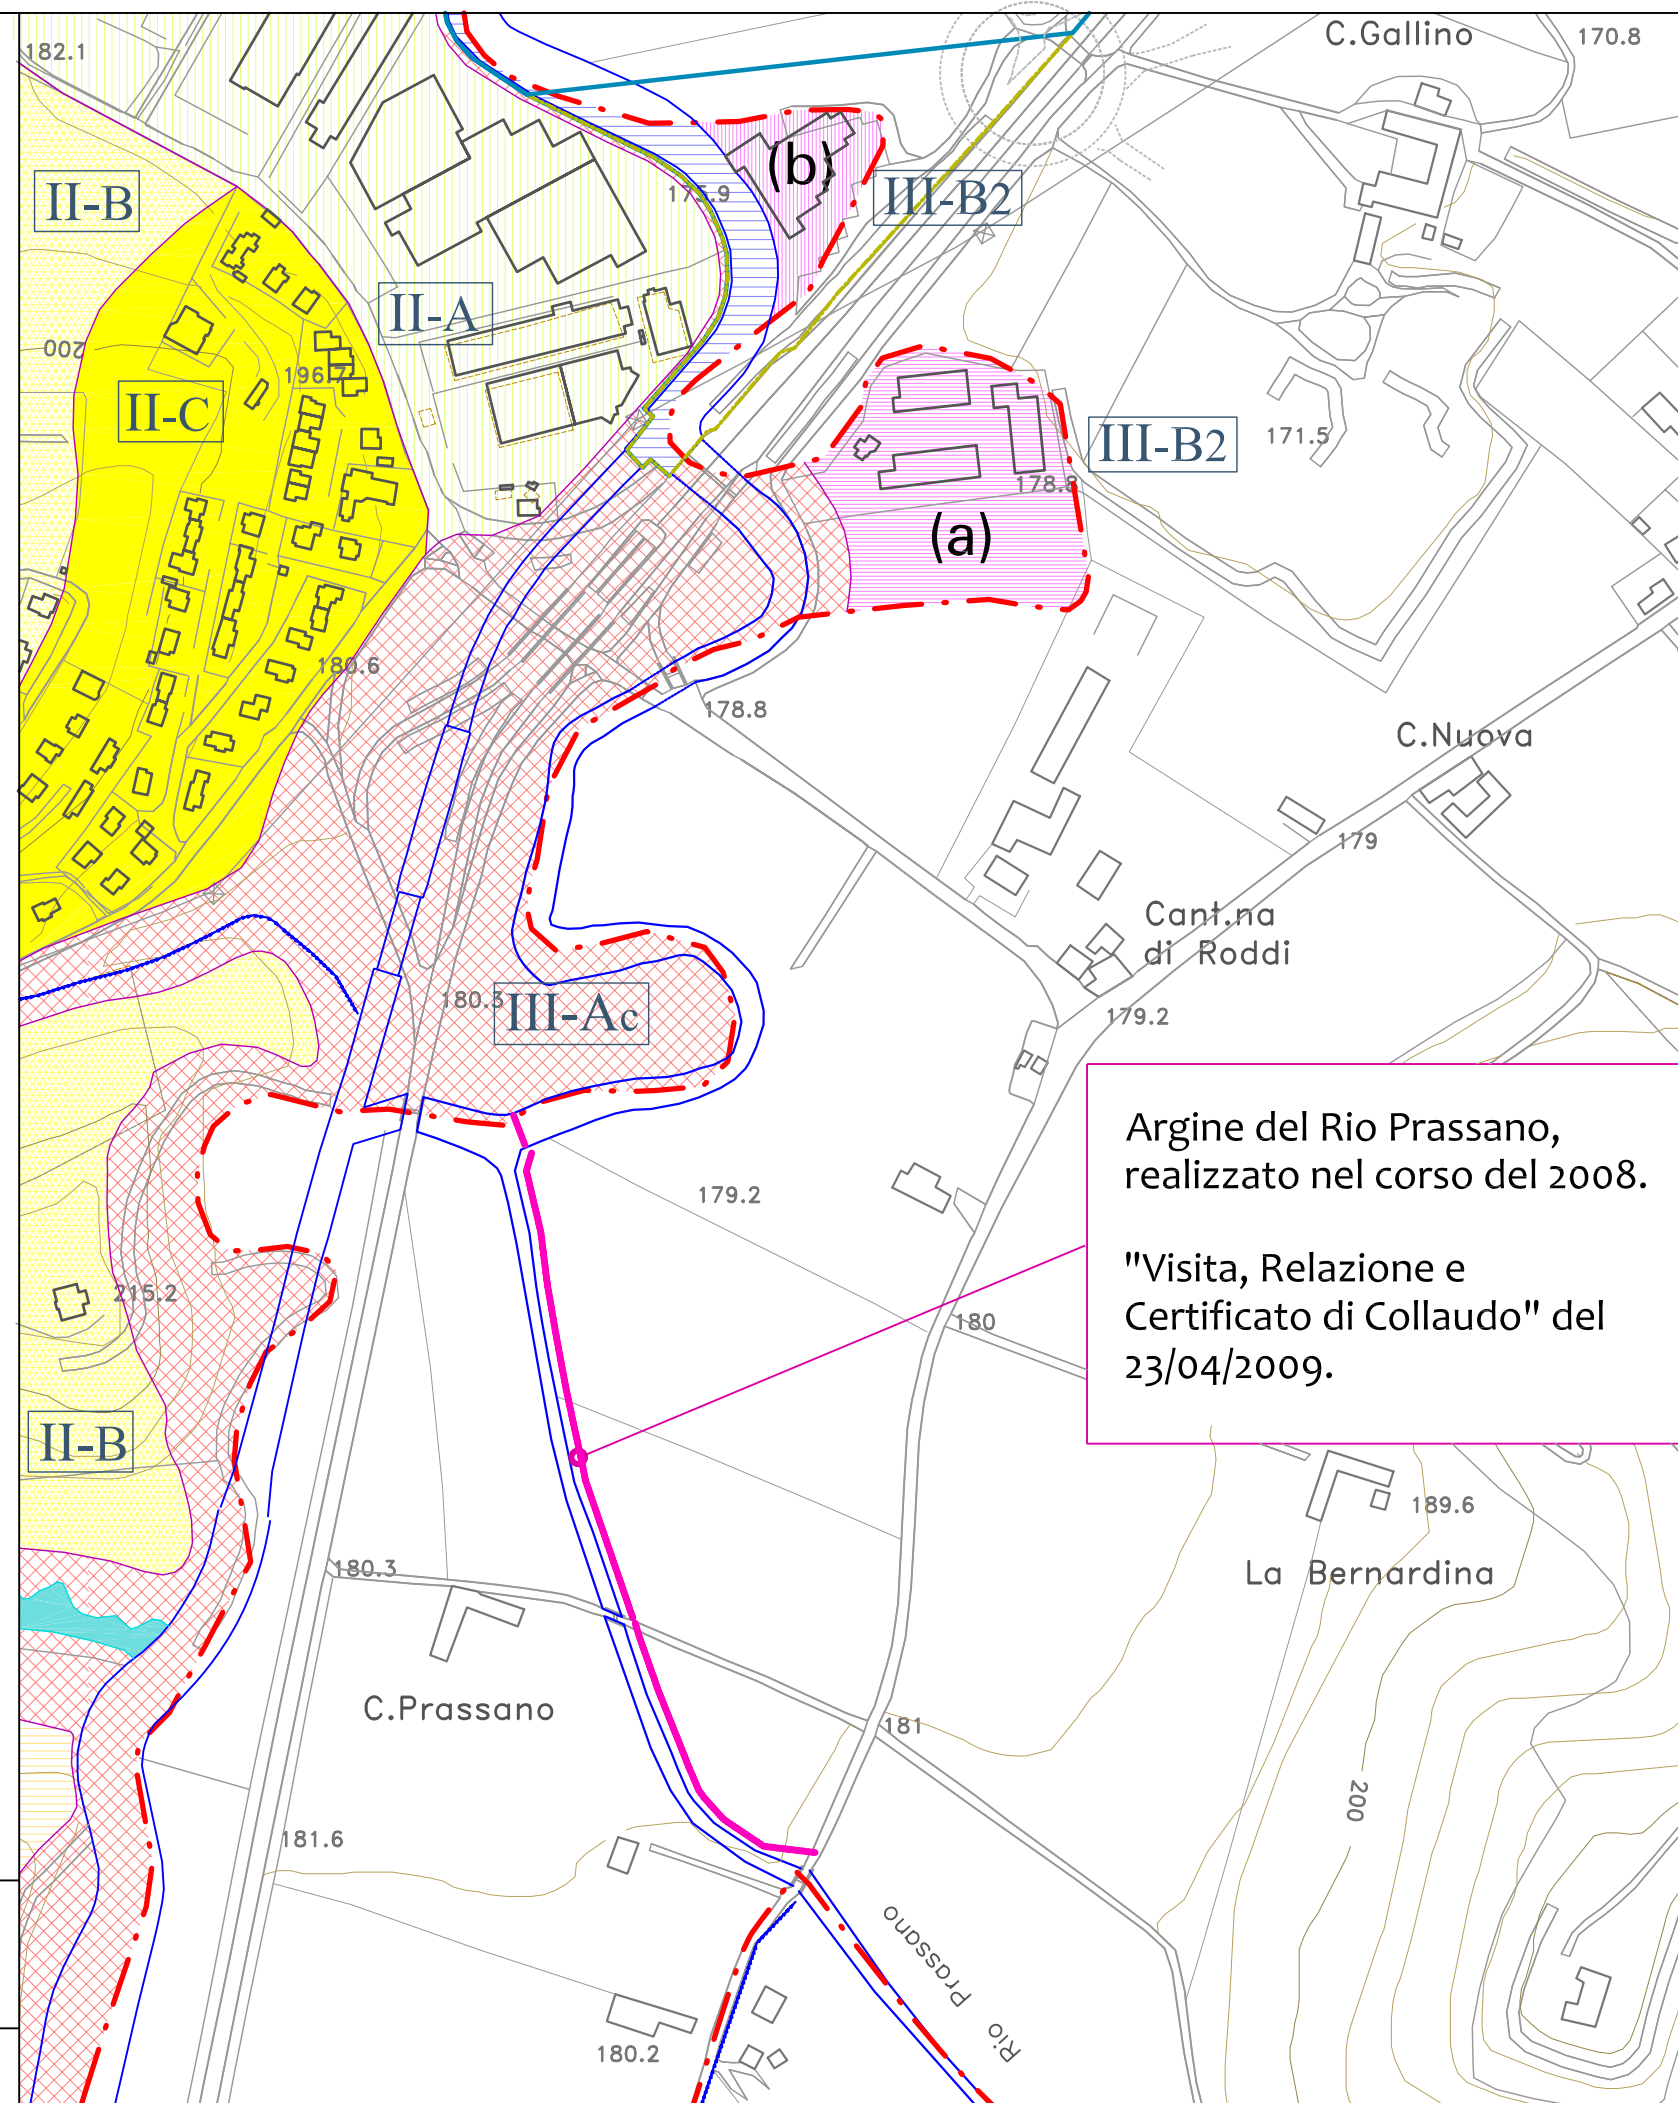 C.Gallino
170.8
182.1
(b)
175.9
II-B
III-B2
II-A
200
196.7
II-C
III-B2
171.5
178.8
(a)
180.6
178.8
C.Nuova
179
Cant.na
di Roddi
180.3
III-Ac
179.2
Argine del Rio Prassano,
realizzato nel corso del 2008.
"Visita, Relazione e
Certificato di Collaudo" del
23/04/2009.
179.2
215.2
180
II-B
189.6
180.3
La Bernardina
C.Prassano
181
200
181.6
Rio Prassano
180.2